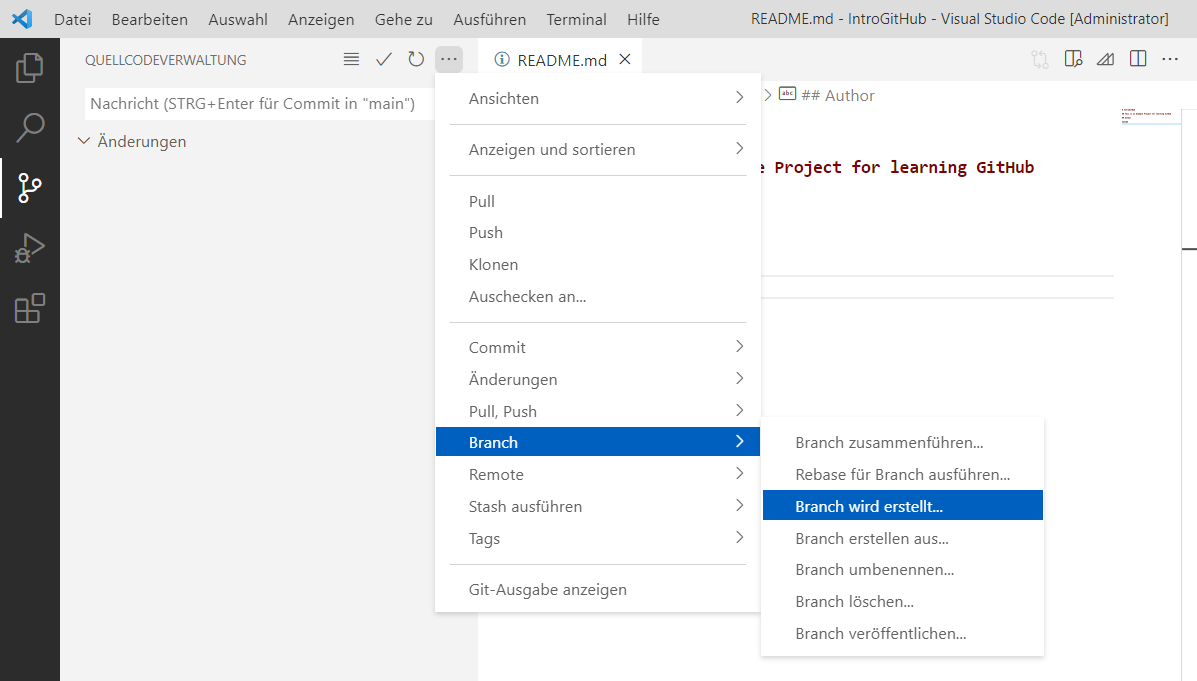 Datei Bearbeiten Auswahl Anzeigen Gehe zu Ausführen Terminal Hilfe README.md - IntroGitHub - Visual Studio Code [Administrator]
QUELLCODEVERWALTUNG ··· README.md ···
Nachricht (STRG+Enter für Commit in "main")
Änderungen
Ansichten
Anzeigen und sortieren
Pull
Push
Klonen
Auschecken an...
Commit
Änderungen
Pull, Push
Branch
Remote
Stash ausführen
Tags
Git-Ausgabe anzeigen
abc ## Author
e Project for learning GitHub
Branch zusammenführen...
Rebase für Branch ausführen...
Branch wird erstellt...
Branch erstellen aus...
Branch umbenennen...
Branch löschen...
Branch veröffentlichen...